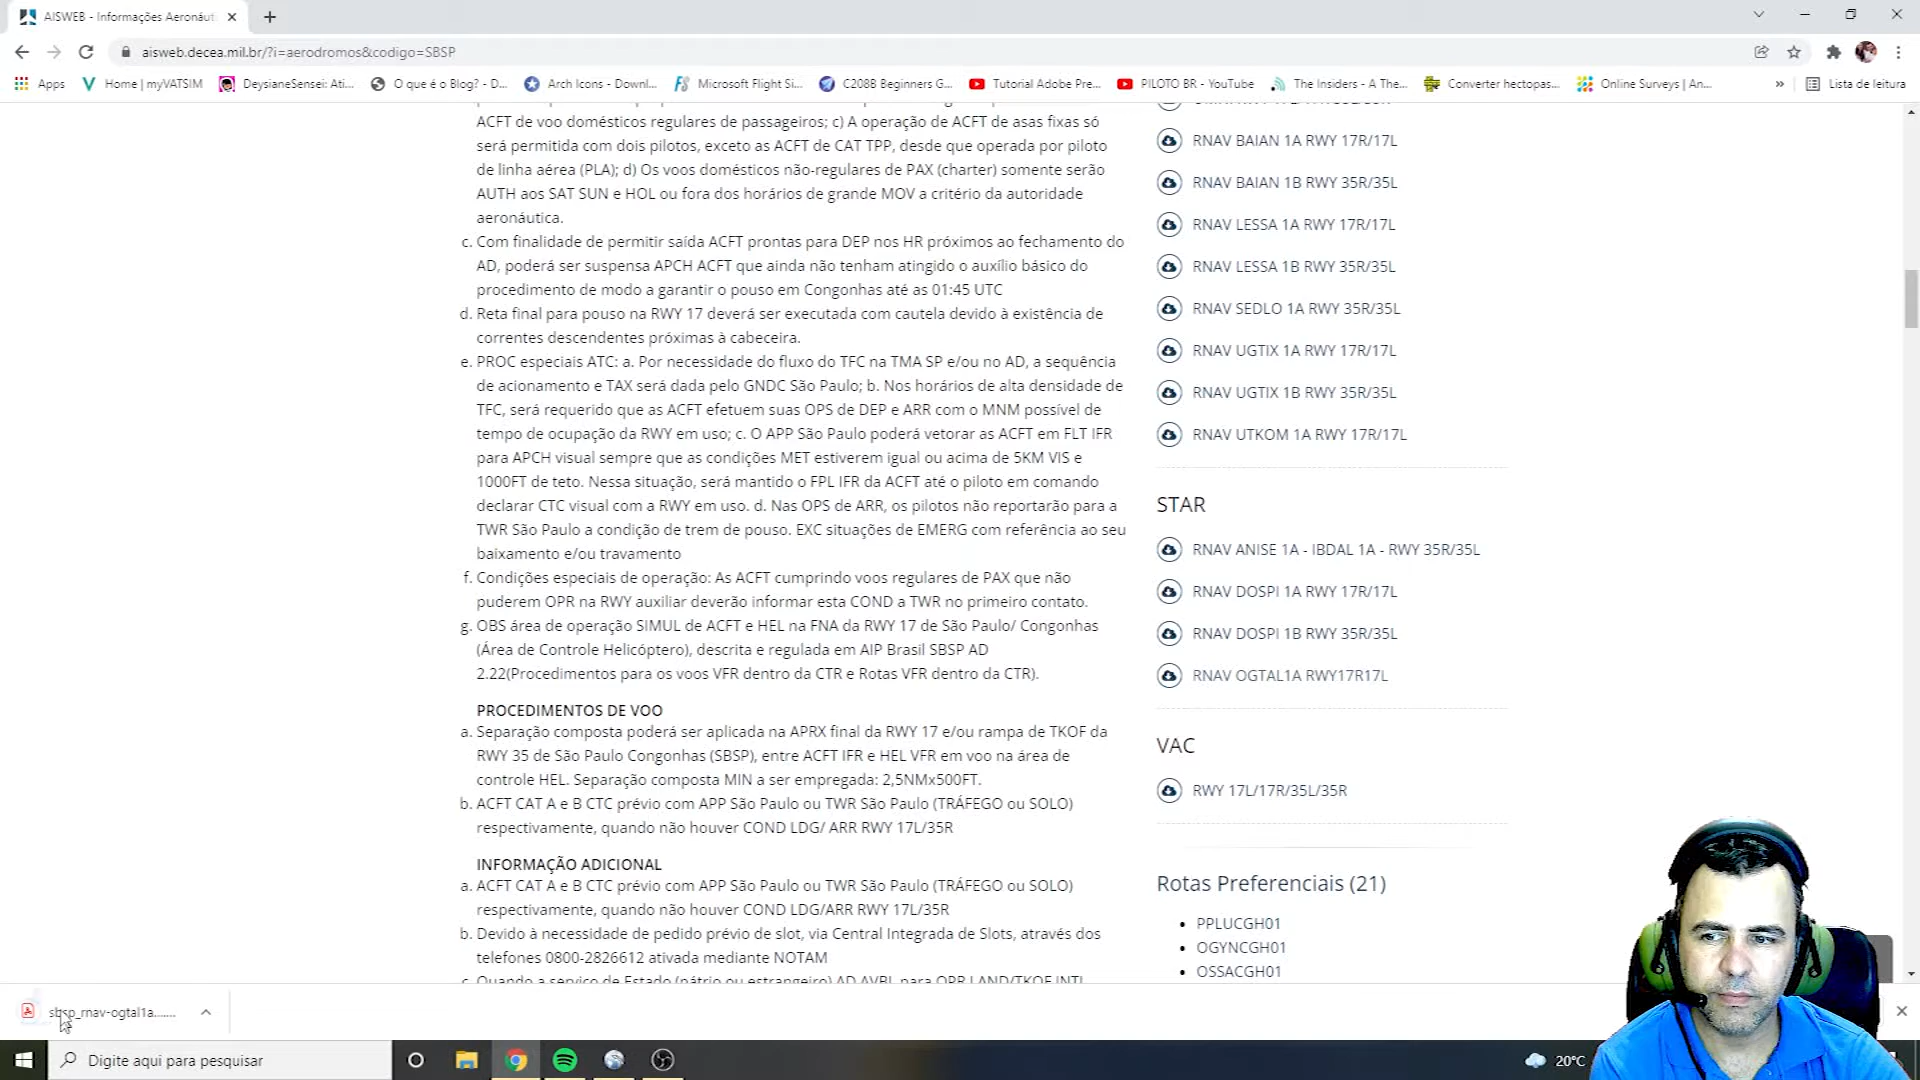 AISWEB - Informações Aeronáut
aisweb.decea.mil.br/?i=aerodromos&codigo=SBSP
Apps
Home | myVATSIM
DeysianeSensei: Ati...
O que é o Blog? - D...
Arch Icons - Downl...
Microsoft Flight Si...
C208B Beginners G...
Tutorial Adobe Pre...
PILOTO BR - YouTube
The Insiders - A The...
Converter hectopas...
Online Surveys | An...
»
Lista de leitura
ACFT de voo domésticos regulares de passageiros; c) A operação de ACFT de asas fixas só
será permitida com dois pilotos, exceto as ACFT de CAT TPP, desde que operada por piloto
de linha aérea (PLA); d) Os voos domésticos não-regulares de PAX (charter) somente serão
AUTH aos SAT SUN e HOL ou fora dos horários de grande MOV a critério da autoridade
aeronáutica.
c. Com finalidade de permitir saída ACFT prontas para DEP nos HR próximos ao fechamento do
AD, poderá ser suspensa APCH ACFT que ainda não tenham atingido o auxílio básico do
procedimento de modo a garantir o pouso em Congonhas até as 01:45 UTC
d. Reta final para pouso na RWY 17 deverá ser executada com cautela devido à existência de
correntes descendentes próximas à cabeceira.
e. PROC especiais ATC: a. Por necessidade do fluxo do TFC na TMA SP e/ou no AD, a sequência
de acionamento e TAX será dada pelo GNDC São Paulo; b. Nos horários de alta densidade de
TFC, será requerido que as ACFT efetuem suas OPS de DEP e ARR com o MNM possível de
tempo de ocupação da RWY em uso; c. O APP São Paulo poderá vetorar as ACFT em FLT IFR
para APCH visual sempre que as condições MET estiverem igual ou acima de 5KM VIS e
1000FT de teto. Nessa situação, será mantido o FPL IFR da ACFT até o piloto em comando
declarar CTC visual com a RWY em uso. d. Nas OPS de ARR, os pilotos não reportarão para a
TWR São Paulo a condição de trem de pouso. EXC situações de EMERG com referência ao seu
baixamento e/ou travamento
f. Condições especiais de operação: As ACFT cumprindo voos regulares de PAX que não
puderem OPR na RWY auxiliar deverão informar esta COND a TWR no primeiro contato.
g. OBS área de operação SIMUL de ACFT e HEL na FNA da RWY 17 de São Paulo/ Congonhas
(Área de Controle Helicóptero), descrita e regulada em AIP Brasil SBSP AD
2.22(Procedimentos para os voos VFR dentro da CTR e Rotas VFR dentro da CTR).
PROCEDIMENTOS DE VOO
a. Separação composta poderá ser aplicada na APRX final da RWY 17 e/ou rampa de TKOF da
RWY 35 de São Paulo Congonhas (SBSP), entre ACFT IFR e HEL VFR em voo na área de
controle HEL. Separação composta MIN a ser empregada: 2,5NMx500FT.
b. ACFT CAT A e B CTC prévio com APP São Paulo ou TWR São Paulo (TRÁFEGO ou SOLO)
respectivamente, quando não houver COND LDG/ ARR RWY 17L/35R
INFORMAÇÃO ADICIONAL
a. ACFT CAT A e B CTC prévio com APP São Paulo ou TWR São Paulo (TRÁFEGO ou SOLO)
respectivamente, quando não houver COND LDG/ARR RWY 17L/35R
b. Devido à necessidade de pedido prévio de slot, via Central Integrada de Slots, através dos
telefones 0800-2826612 ativada mediante NOTAM
c. Quando a serviço de Estado (pátrio ou estrangeiro) AD AVBL para OPR LAND/TKOF INTL
RNAV BAIAN 1A RWY 17R/17L
RNAV BAIAN 1B RWY 35R/35L
RNAV LESSA 1A RWY 17R/17L
RNAV LESSA 1B RWY 35R/35L
RNAV SEDLO 1A RWY 35R/35L
RNAV UGTIX 1A RWY 17R/17L
RNAV UGTIX 1B RWY 35R/35L
RNAV UTKOM 1A RWY 17R/17L
STAR
RNAV ANISE 1A - IBDAL 1A - RWY 35R/35L
RNAV DOSPI 1A RWY 17R/17L
RNAV DOSPI 1B RWY 35R/35L
RNAV OGTAL1A RWY17R17L
VAC
RWY 17L/17R/35L/35R
Rotas Preferenciais (21)
• PPLUCGH01
• OGYNCGH01
• OSSACGH01
sbsp_rnav-ogtal1a.......
Digite aqui para pesquisar
20°C